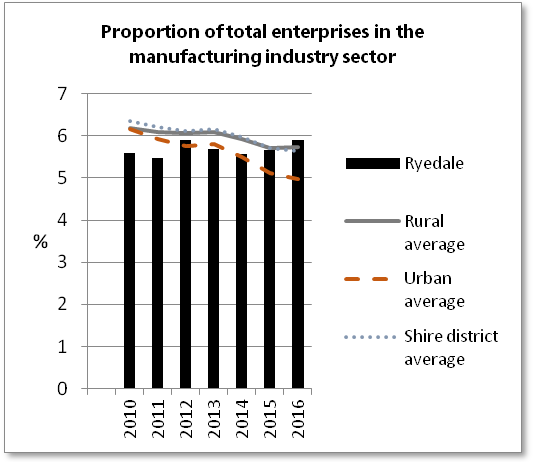 Proportion of total enterprises in the
manufacturing industry sector
7
6
5
4
3
2
1
0
%
2010
2011
2012
2013
2014
2015
2016
Ryedale
Rural
average
Urban
average
Shire district
average